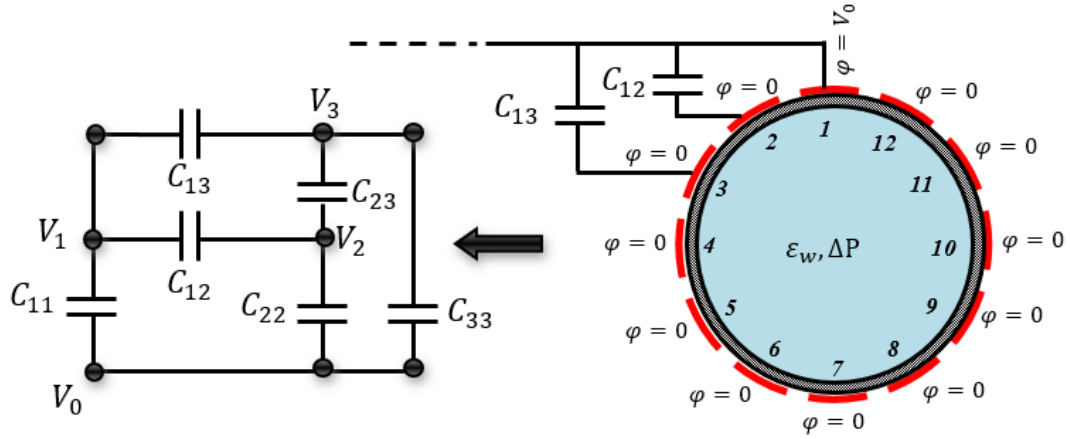 C₁₃
V₃
C₂₃
V₁
C₁₂
V₂
C₁₁
C₂₂
C₃₃
V₀
C₁₃
C₁₂
φ = V₀
φ = 0
φ = 0
φ = 0
φ = 0
φ = 0
φ = 0
φ = 0
φ = 0
φ = 0
φ = 0
φ = 0
1
2
3
4
5
6
7
8
9
10
11
12
εw, ΔP